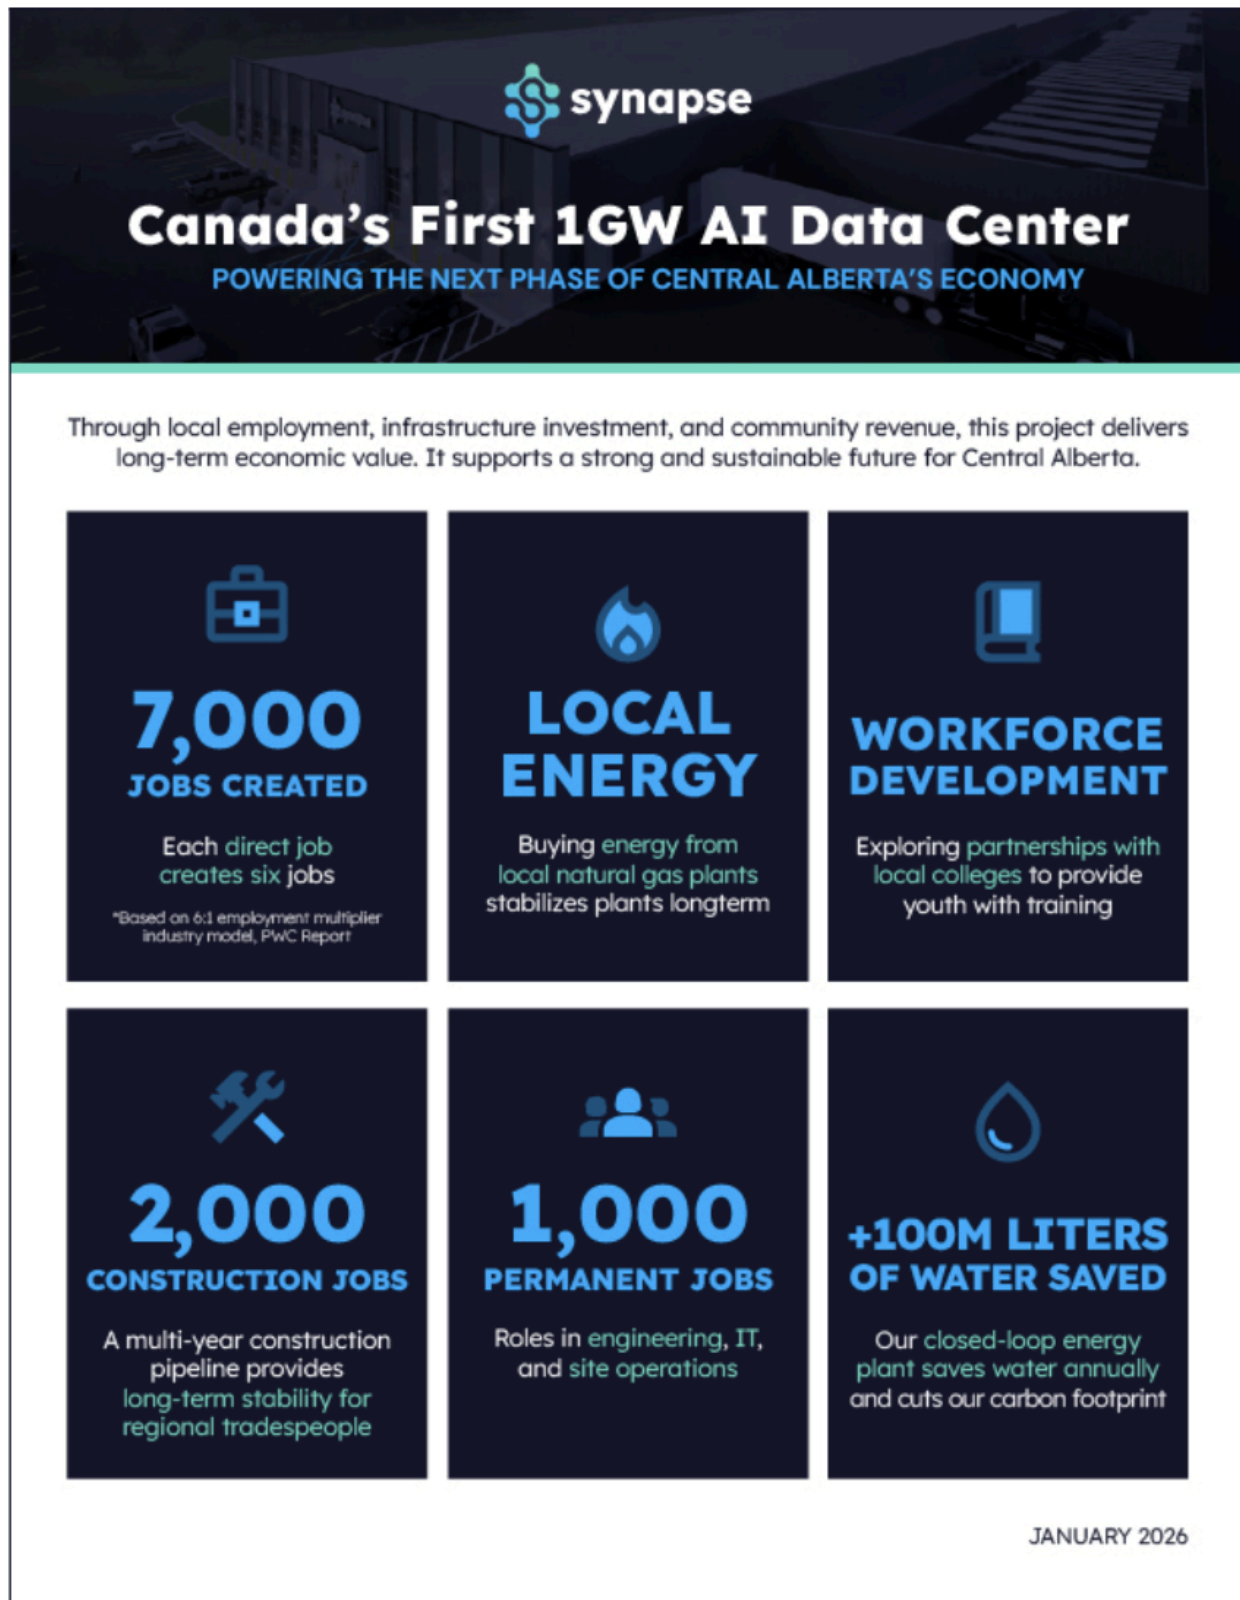 synapse
Canada's First 1GW AI Data Center
POWERING THE NEXT PHASE OF CENTRAL ALBERTA'S ECONOMY
Through local employment, infrastructure investment, and community revenue, this project delivers
long-term economic value. It supports a strong and sustainable future for Central Alberta.
7,000
JOBS CREATED
Each direct job
creates six jobs
*Based on 6:1 employment multiplier
industry model, PWC Report
LOCAL
ENERGY
Buying energy from
local natural gas plants
stabilizes plants longterm
WORKFORCE
DEVELOPMENT
Exploring partnerships with
local colleges to provide
youth with training
2,000
CONSTRUCTION JOBS
A multi-year construction
pipeline provides
long-term stability for
regional tradespeople
1,000
PERMANENT JOBS
Roles in engineering, IT,
and site operations
+100M LITERS
OF WATER SAVED
Our closed-loop energy
plant saves water annually
and cuts our carbon footprint
JANUARY 2026